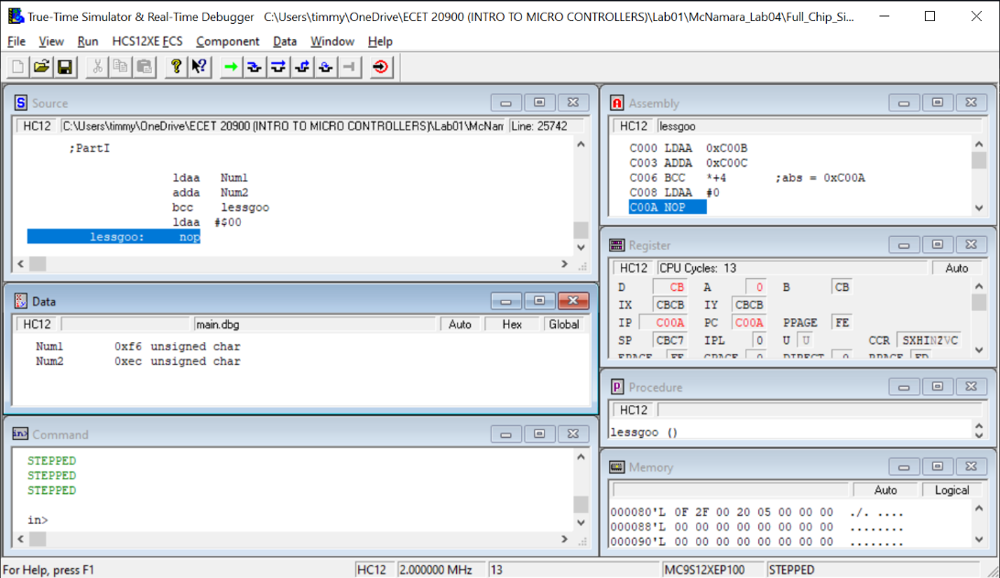 True-Time Simulator & Real-Time Debugger C:\Users\timmy\OneDrive\ECET 20900 (INTRO TO MICRO CONTROLLERS)\Lab01\McNamara_Lab04\Full_Chip_Si...
File View Run HCS12XE FCS Component Data Window Help
Source
HC12 C:\Users\timmy\OneDrive\ECET 20900 (INTRO TO MICRO CONTROLLERS)\Lab01\McNam Line: 25742
;PartI
ldaa Num1
adda Num2
bcc lessgoo
ldaa #$00
lessgoo: nop
Data
HC12 main.dbg Auto Hex Global
Num1 0xf6 unsigned char
Num2 0xec unsigned char
Command
STEPPED
STEPPED
STEPPED
in>
Assembly
HC12 lessgoo
C000 LDAA 0xC00B
C003 ADDA 0xC00C
C006 BCC *+4 ;abs = 0xC00A
C008 LDAA #0
C00A NOP
Register
HC12 CPU Cycles: 13 Auto
D CB A 0 B CB
IX CBCB IY CBCB
IP C00A PC C00A PPAGE FE
SP CBC7 IPL 0 U U CCR SXHINZVC
EPAGE FE GPAGE 0 DIRECT 0 RPAGE FD
Procedure
HC12
lessgoo ()
Memory
Auto Logical
000080'L 0F 2F 00 20 05 00 00 00 ./. ....
000088'L 00 00 00 00 00 00 00 00 ........
000090'L 00 00 00 00 00 00 00 00 ........
For Help, press F1 HC12 2.000000 MHz 13 MC9S12XEP100 STEPPED